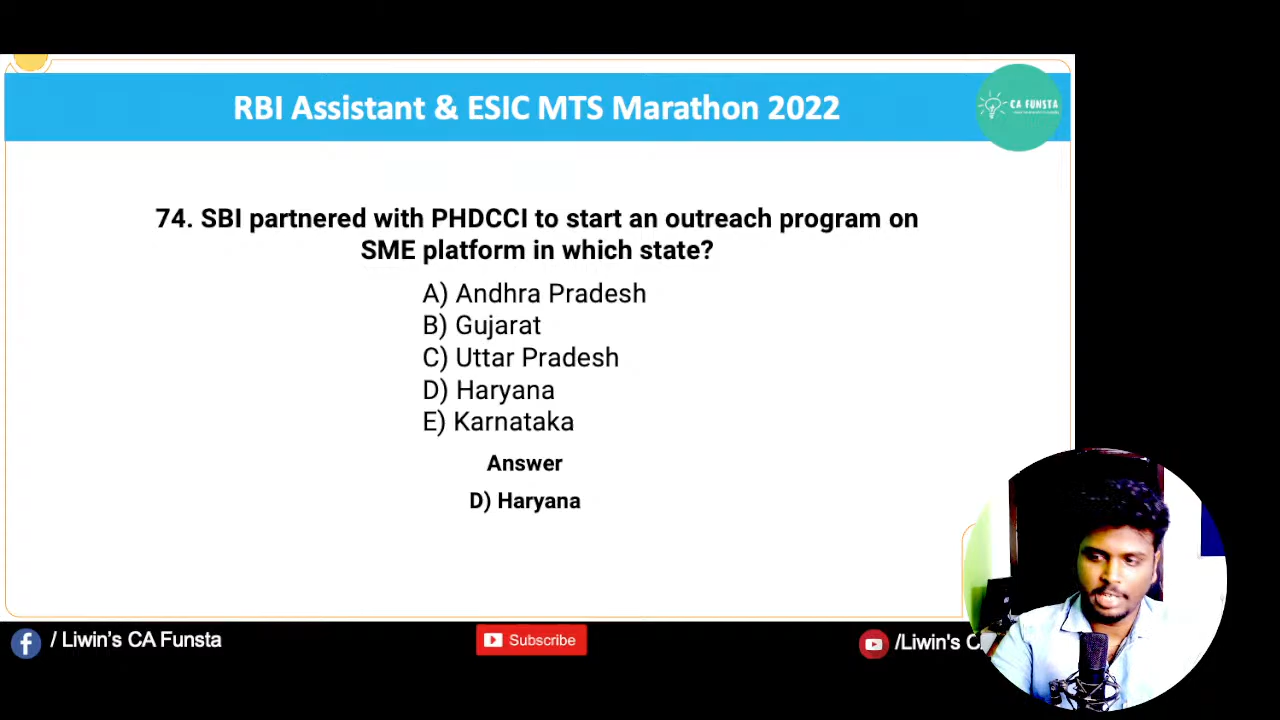 RBI Assistant & ESIC MTS Marathon 2022
CA FUNSTA
74. SBI partnered with PHDCCI to start an outreach program on
SME platform in which state?
A) Andhra Pradesh
B) Gujarat
C) Uttar Pradesh
D) Haryana
E) Karnataka
Answer
D) Haryana
/ Liwin's CA Funsta
Subscribe
/Liwin's